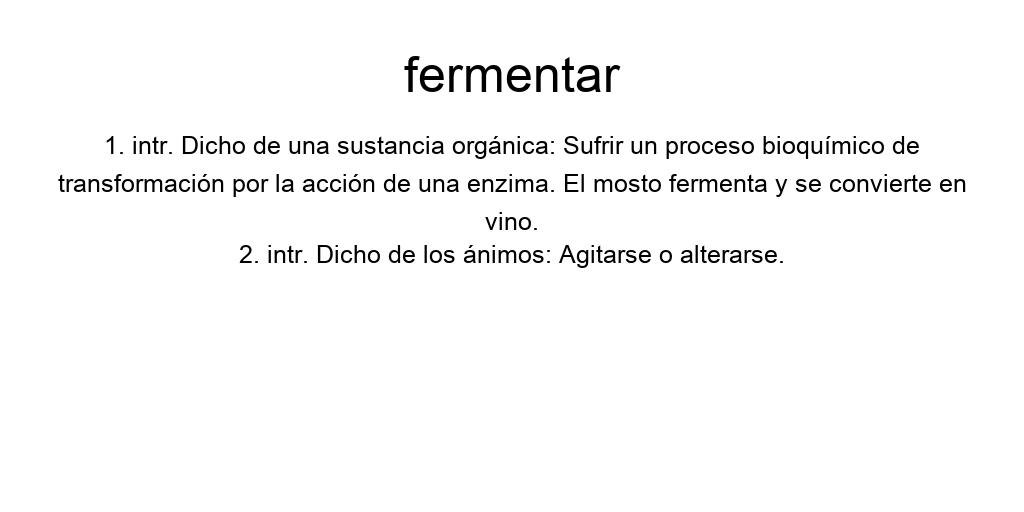 fermentar
1. intr. Dicho de una sustancia orgánica: Sufrir un proceso bioquímico de
transformación por la acción de una enzima. El mosto fermenta y se convierte en
vino.
2. intr. Dicho de los ánimos: Agitarse o alterarse.